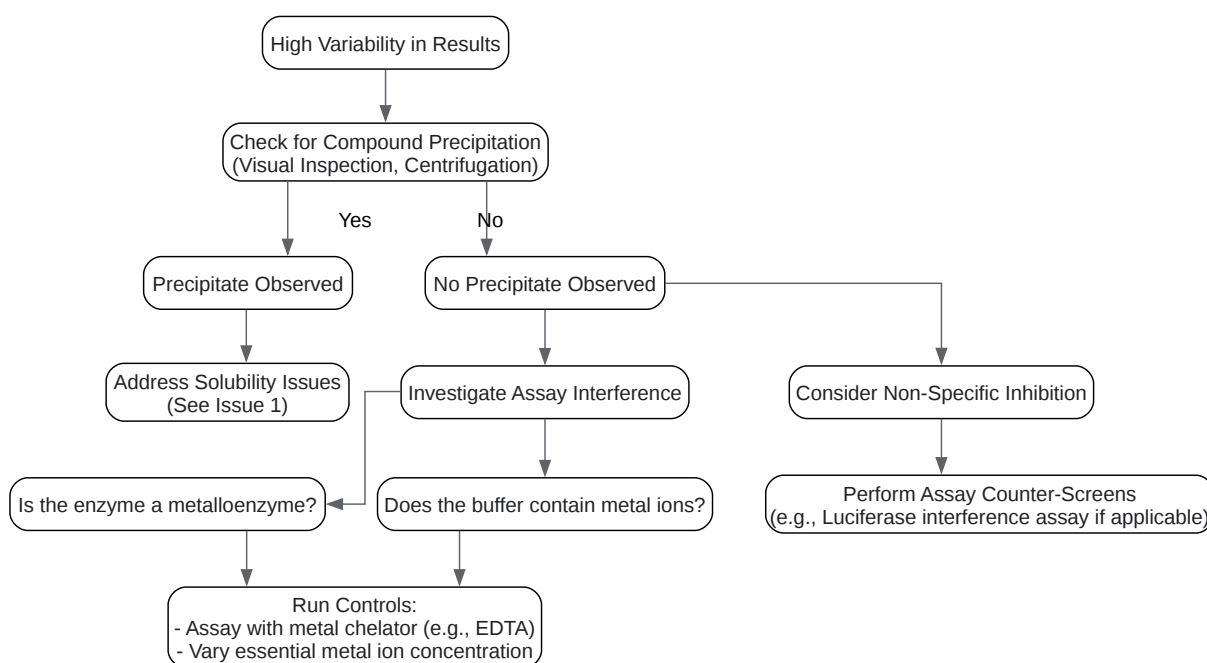 High Variability in Results
Check for Compound Precipitation
(Visual Inspection, Centrifugation)
Yes
No
Precipitate Observed
No Precipitate Observed
Address Solubility Issues
(See Issue 1)
Investigate Assay Interference
Consider Non-Specific Inhibition
Is the enzyme a metalloenzyme?
Does the buffer contain metal ions?
Perform Assay Counter-Screens
(e.g., Luciferase interference assay if applicable)
Run Controls:
- Assay with metal chelator (e.g., EDTA)
- Vary essential metal ion concentration